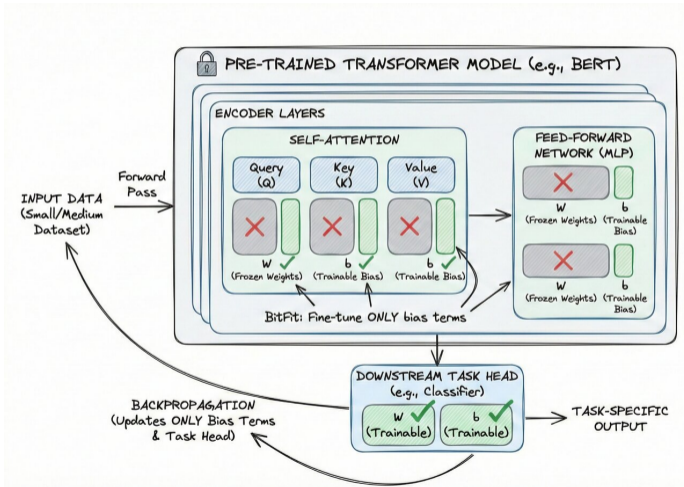 PRE-TRAINED TRANSFORMER MODEL (e.g., BERT)
ENCODER LAYERS
SELF-ATTENTION
Query
(Q)
Key
(K)
Value
(V)
W
(Frozen Weights)
b
(Trainable Bias)
b
(Trainable Bias)
BitFit: Fine-tune ONLY bias terms
FEED-FORWARD
NETWORK (MLP)
W
(Frozen Weights)
b
(Trainable
Bias)
W
(Frozen Weights)
b
(Trainable
Bias)
Forward
Pass
INPUT DATA
(Small/Medium
Dataset)
DOWNSTREAM TASK HEAD
(e.g., Classifier)
W
(Trainable)
b
(Trainable)
TASK-SPECIFIC
OUTPUT
BACKPROPAGATION
(Updates ONLY Bias Terms
& Task Head)